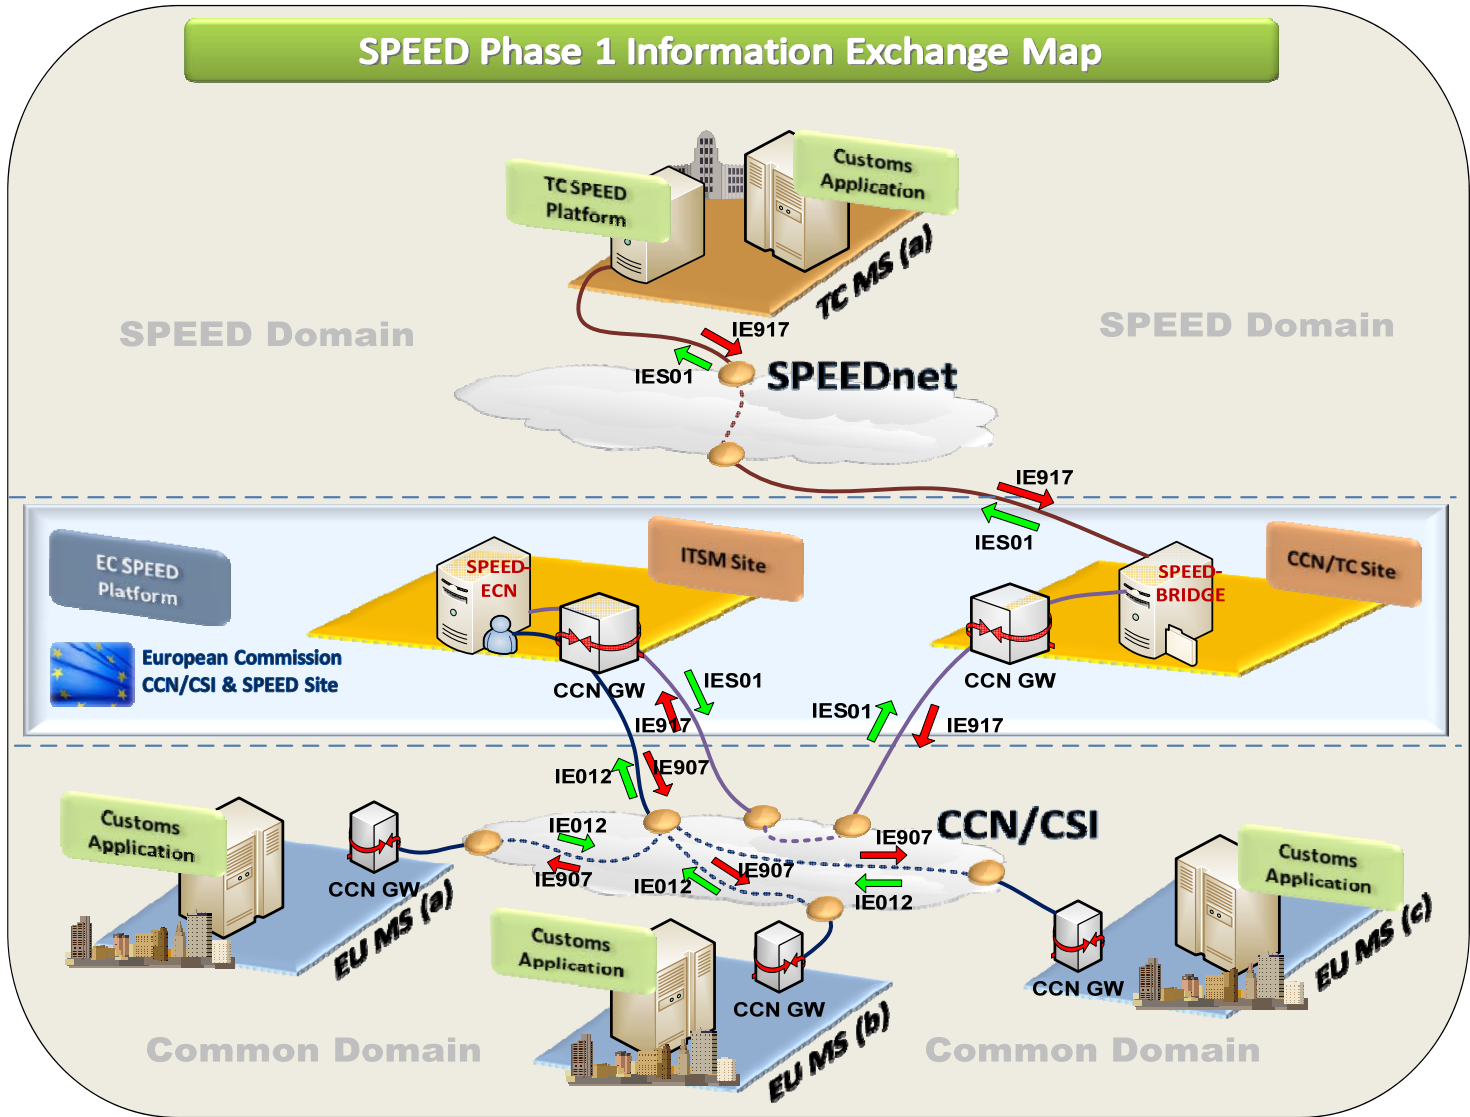 SPEED Phase 1 Information Exchange Map
Customs
Application
TC SPEED
Platform
TC MS (a)
SPEED Domain
SPEED Domain
IE917
IES01
SPEEDnet
IE917
IES01
EC SPEED
Platform
European Commission
CCN/CSI & SPEED Site
SPEED-
ECN
ITSM Site
CCN GW
SPEED-
BRIDGE
CCN/TC Site
CCN GW
IES01
IE917
IES01
IE917
IE012
IE907
CCN/CSI
Customs
Application
CCN GW
EU MS (a)
IE012
IE907
IE907
IE012
IE907
IE012
Customs
Application
CCN GW
EU MS (b)
Customs
Application
CCN GW
EU MS (c)
Common Domain
Common Domain